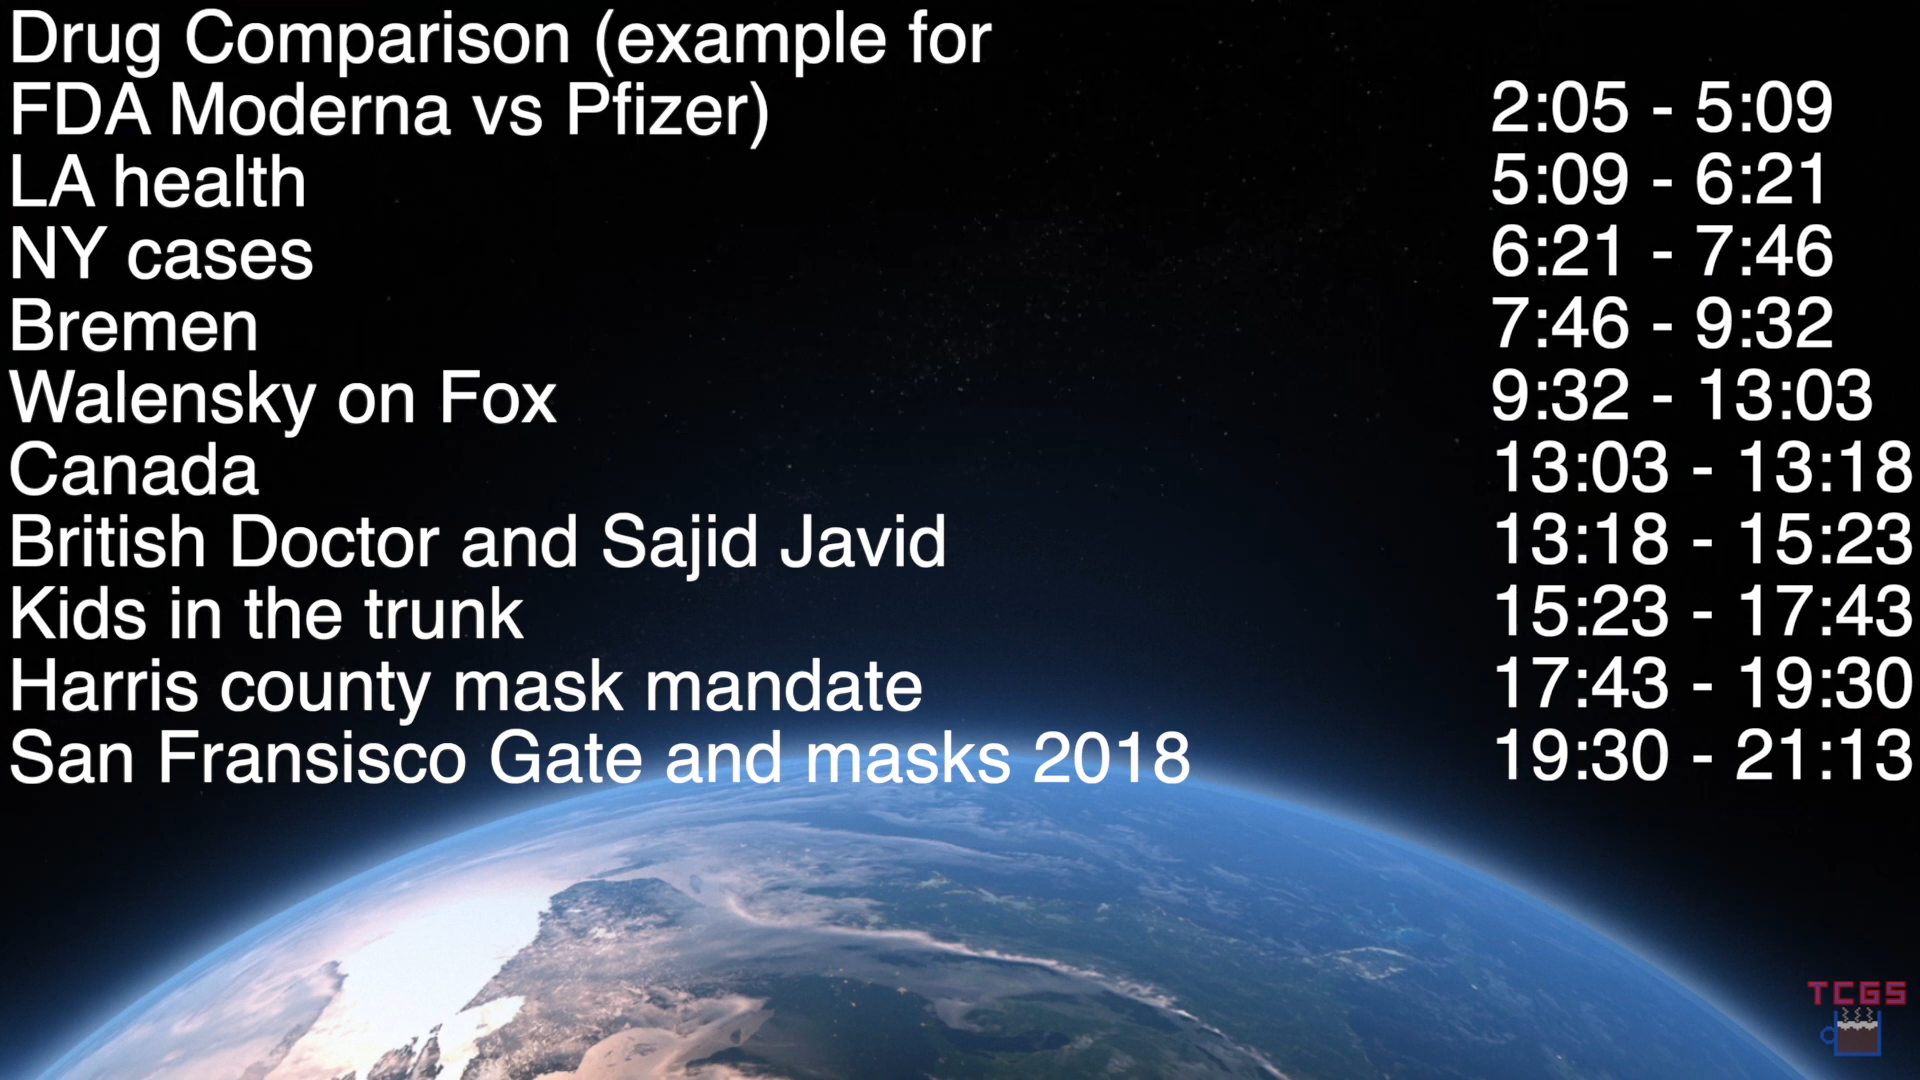 Drug Comparison (example for
FDA Moderna vs Pfizer) 2:05 - 5:09
LA health 5:09 - 6:21
NY cases 6:21 - 7:46
Bremen 7:46 - 9:32
Walensky on Fox 9:32 - 13:03
Canada 13:03 - 13:18
British Doctor and Sajid Javid 13:18 - 15:23
Kids in the trunk 15:23 - 17:43
Harris county mask mandate 17:43 - 19:30
San Fransisco Gate and masks 2018 19:30 - 21:13
TCGS